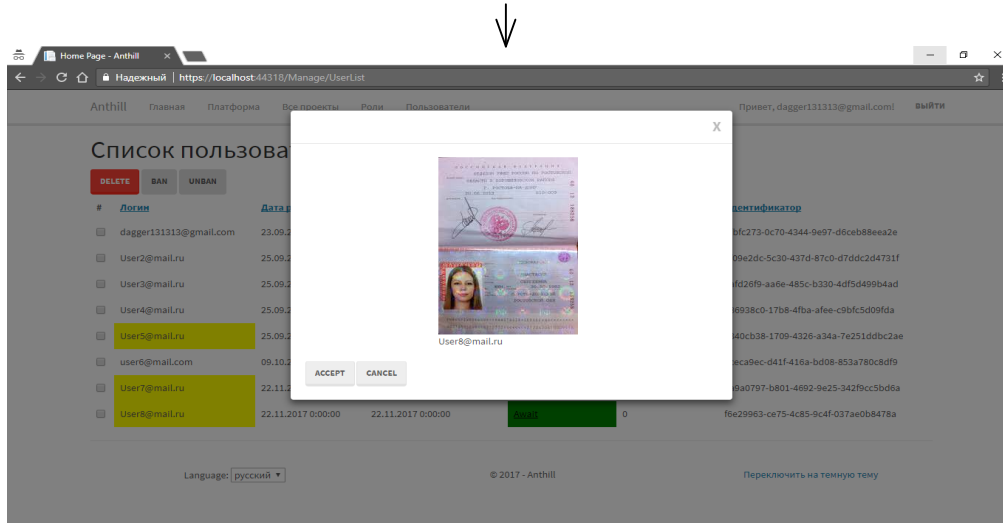 Home Page - Anthill
Надежный | https://localhost:44318/Manage/UserList
Anthill Главная Платформа Все проекты Роли Пользователи Привет, dagger131313@gmail.com! ВЫЙТИ
X
Список пользова
DELETE BAN UNBAN
# Логин Дата р дентификатор
dagger131313@gmail.com 23.09.2 bfc273-0c70-4344-9e97-d6ceb88eea2e
User2@mail.ru 25.09.2 09e2dc-5c30-437d-87c0-d7ddc2d4731f
User3@mail.ru 25.09.2 afd26f9-aa6e-485c-b330-4df5d499b4ad
User4@mail.ru 25.09.2 6938c0-17b8-4fba-afee-c9bfc5d09fda
User5@mail.ru 25.09.2 340cb38-1709-4326-a34a-7e251ddbc2ae
User8@mail.ru
user6@mail.com 09.10.2 ceca9ec-d41f-416a-bd08-853a780c8df9
ACCEPT CANCEL
User7@mail.ru 22.11.2 a9a0797-b801-4692-9e25-342f9cc5bd6a
User8@mail.ru 22.11.2017 0:00:00 22.11.2017 0:00:00 Await 0 f6e29963-ce75-4c85-9c4f-037ae0b8478a
Language: русский © 2017 - Anthill Переключить на темную тему